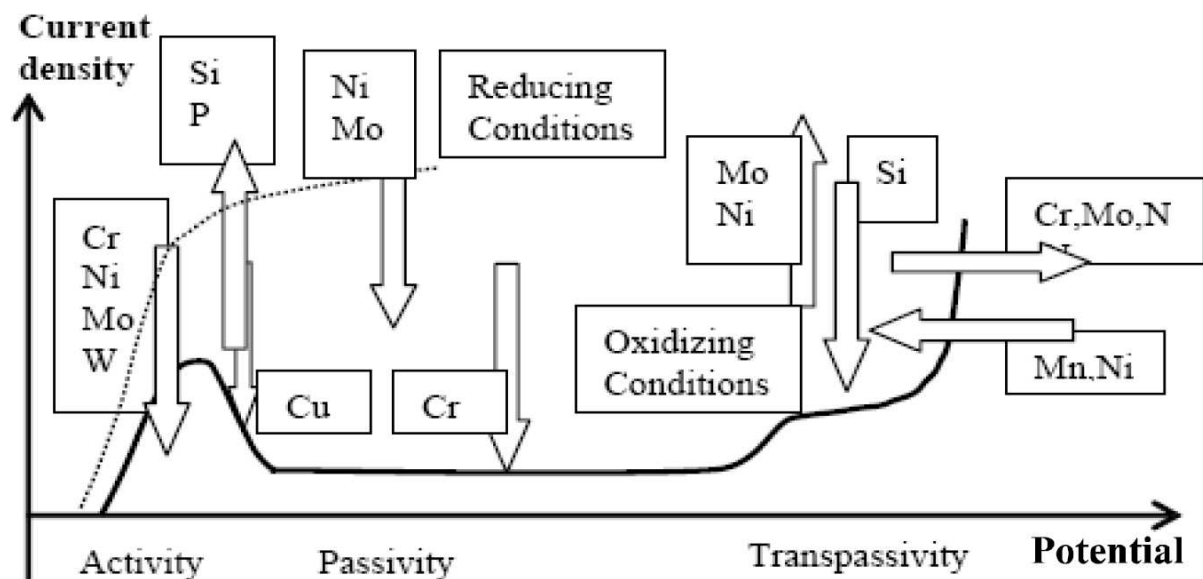 Current
density
Si
P
Ni
Mo
Reducing
Conditions
Mo
Ni
Si
Cr,Mo,N
Cr
Ni
Mo
W
Oxidizing
Conditions
Mn,Ni
Cu
Cr
Activity
Passivity
Transpassivity
Potential